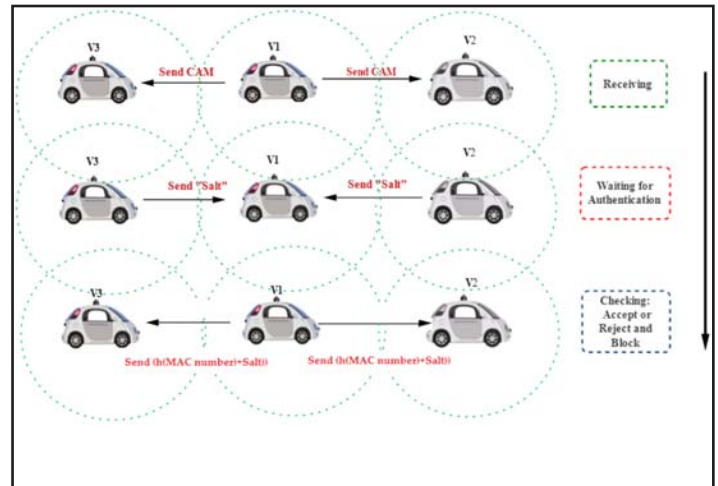 V3
V1
V2
Send CAM
Send CAM
Receiving
V3
V1
V2
Send "Salt"
Send "Salt"
Waiting for
Authentication
V3
V1
V2
Send (h(MAC number)+Salt))
Send (h(MAC number)+Salt))
Checking:
Accept or
Reject and
Block